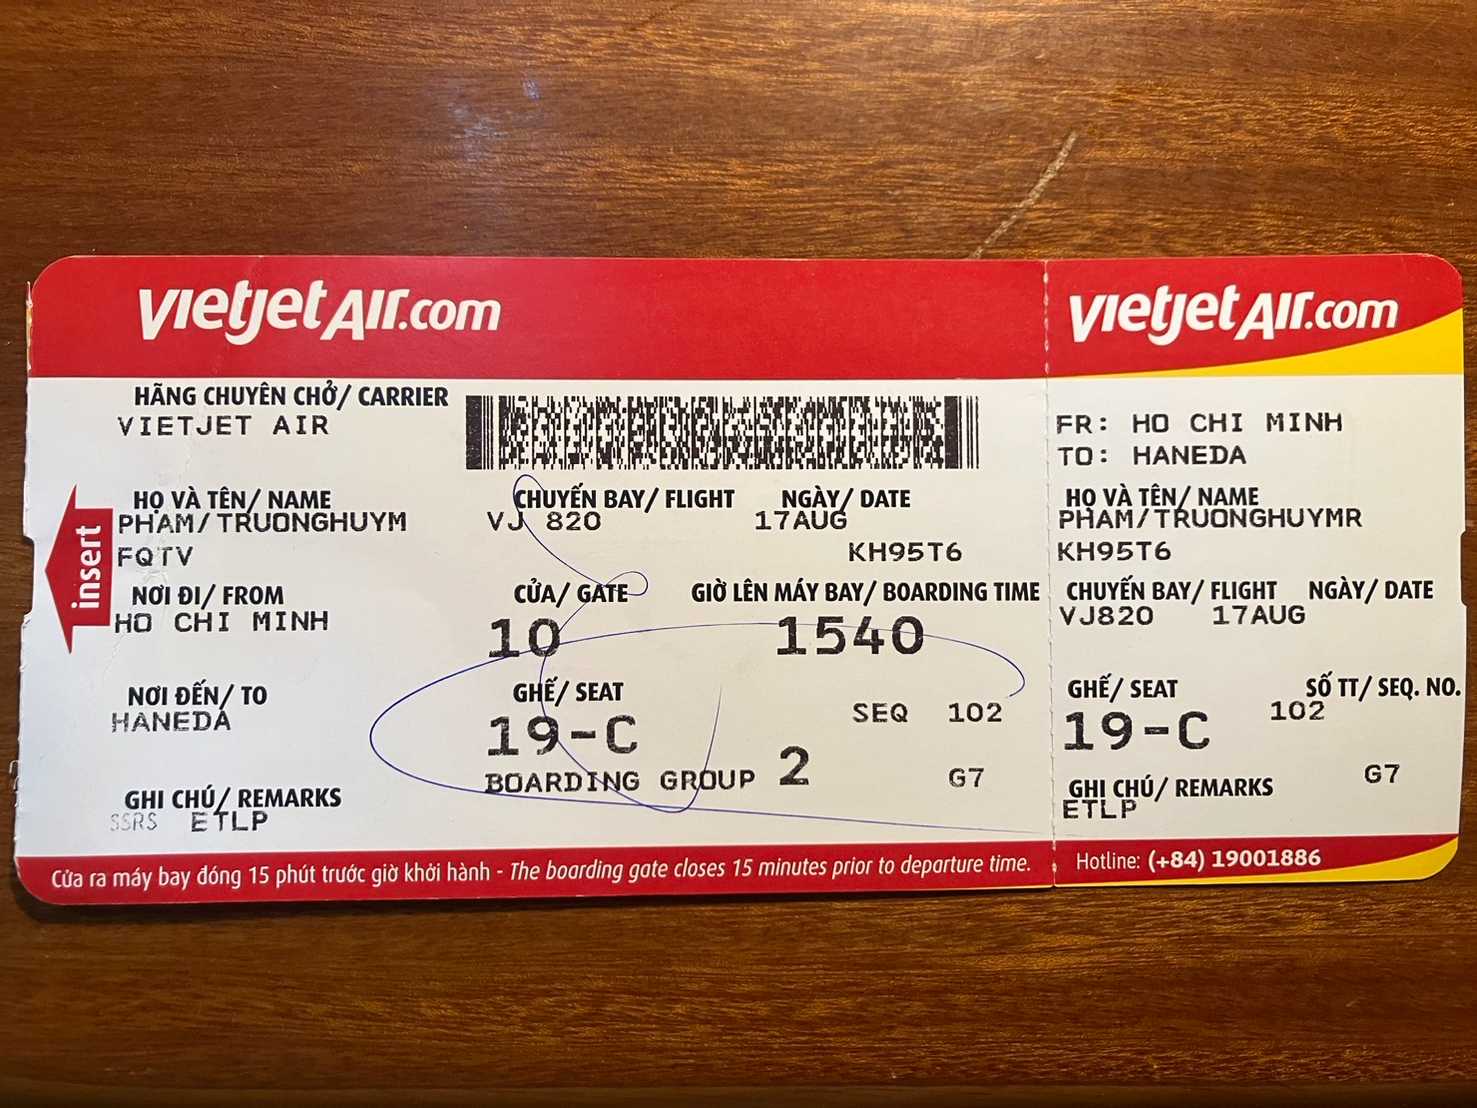 vietjet Air.com
HÃNG CHUYÊN CHỞ/ CARRIER
VIETJET AIR
HỌ VÀ TÊN/ NAME
PHAM/TRUONGHUYM
FQTV
CHUYẾN BAY/ FLIGHT NGÀY/ DATE
VJ 820 17AUG
KH95T6
insert
NƠI ĐI/ FROM
HO CHI MINH
CỬA/ GATE GIỜ LÊN MÁY BAY/ BOARDING TIME
10 1540
NƠI ĐẾN/ TO
HANEDA
GHẾ/ SEAT
19-C SEQ 102
BOARDING GROUP 2 G7
GHI CHÚ/ REMARKS
SSRS ETLP
Cửa ra máy bay đóng 15 phút trước giờ khởi hành - The boarding gate closes 15 minutes prior to departure time.
vietjet Air.com
FR: HO CHI MINH
TO: HANEDA
HỌ VÀ TÊN/ NAME
PHAM/TRUONGHUYMR
KH95T6
CHUYẾN BAY/ FLIGHT NGÀY/ DATE
VJ820 17AUG
GHẾ/ SEAT SỐ TT/ SEQ. NO.
19-C 102
G7
GHI CHÚ/ REMARKS
ETLP
Hotline: (+84) 19001886